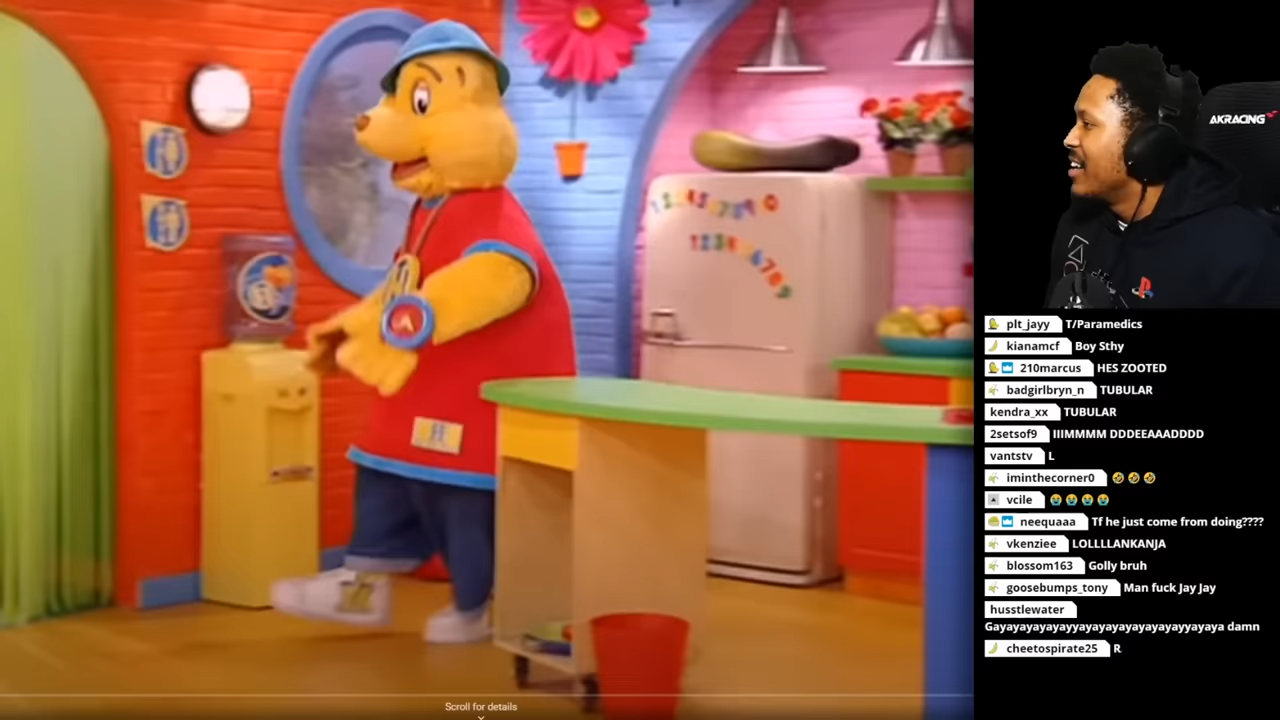 AKRACING
A
H
plt_jayy T/Paramedics
kianamcf Boy Sthy
210marcus HES ZOOTED
badgirlbryn_n TUBULAR
kendra_xx TUBULAR
2setsof9 IIIMMMM DDDEEAAADDDD
vantstv L
iminthecorner0 🤣 🤣 🤣
vcile 😭 😭 😭 😭
neequaaa Tf he just come from doing????
vkenziee LOLLLLANKANJA
blossom163 Golly bruh
goosebumps_tony Man fuck Jay Jay
husstlewater
Gayayayayayayyayayayayayayayayyayaya damn
cheetospirate25 R
Scroll for details